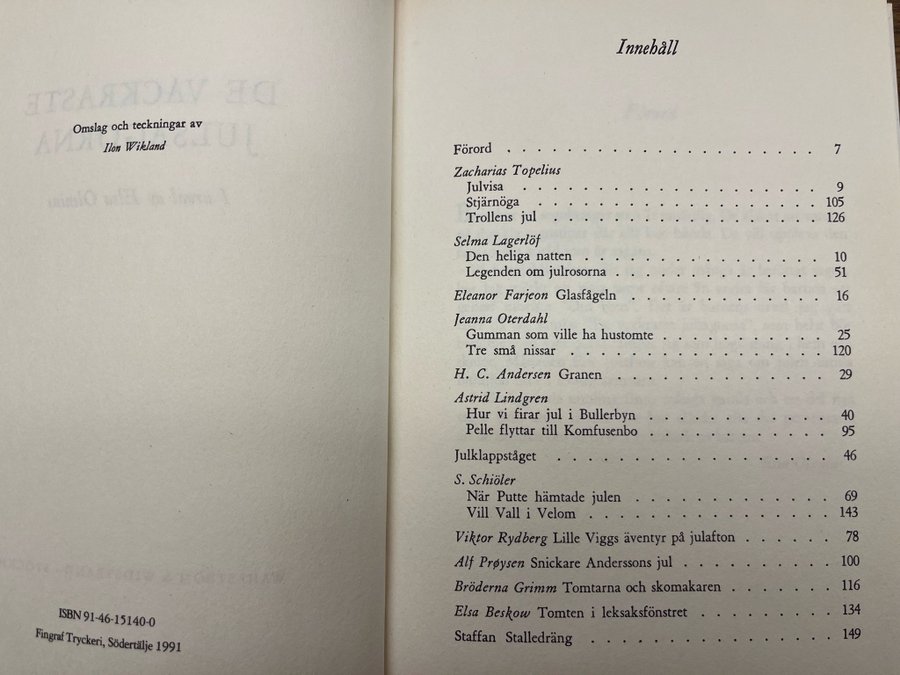 Omslag och teckningar av
Ilon Wikland
ISBN 91-46-15140-0
Fingraf Tryckeri, Södertälje 1991
Innehåll
Förord . . . . . . . . . . . . . . . . . . . 7
Zacharias Topelius
Julvisa . . . . . . . . . . . . . . . . . . 9
Stjärnöga . . . . . . . . . . . . . . . . . 105
Trollens jul . . . . . . . . . . . . . . . . 126
Selma Lagerlöf
Den heliga natten . . . . . . . . . . . . . . 10
Legenden om julrosorna . . . . . . . . . . . . 51
Eleanor Farjeon Glasfågeln . . . . . . . . . . . 16
Jeanna Oterdahl
Gumman som ville ha hustomte . . . . . . . . . 25
Tre små nissar . . . . . . . . . . . . . . . 120
H. C. Andersen Granen . . . . . . . . . . . . 29
Astrid Lindgren
Hur vi firar jul i Bullerbyn . . . . . . . . . . 40
Pelle flyttar till Komfusenbo . . . . . . . . . . 95
Julklappståget . . . . . . . . . . . . . . . . 46
S. Schiöler
När Putte hämtade julen . . . . . . . . . . . 69
Vill Vall i Velom . . . . . . . . . . . . . . 143
Viktor Rydberg Lille Viggs äventyr på julafton . . . . . 78
Alf Prøysen Snickare Anderssons jul . . . . . . . . 100
Bröderna Grimm Tomtarna och skomakaren . . . . . . 116
Elsa Beskow Tomten i leksaksfönstret . . . . . . . 134
Staffan Stalledräng . . . . . . . . . . . . . . 149